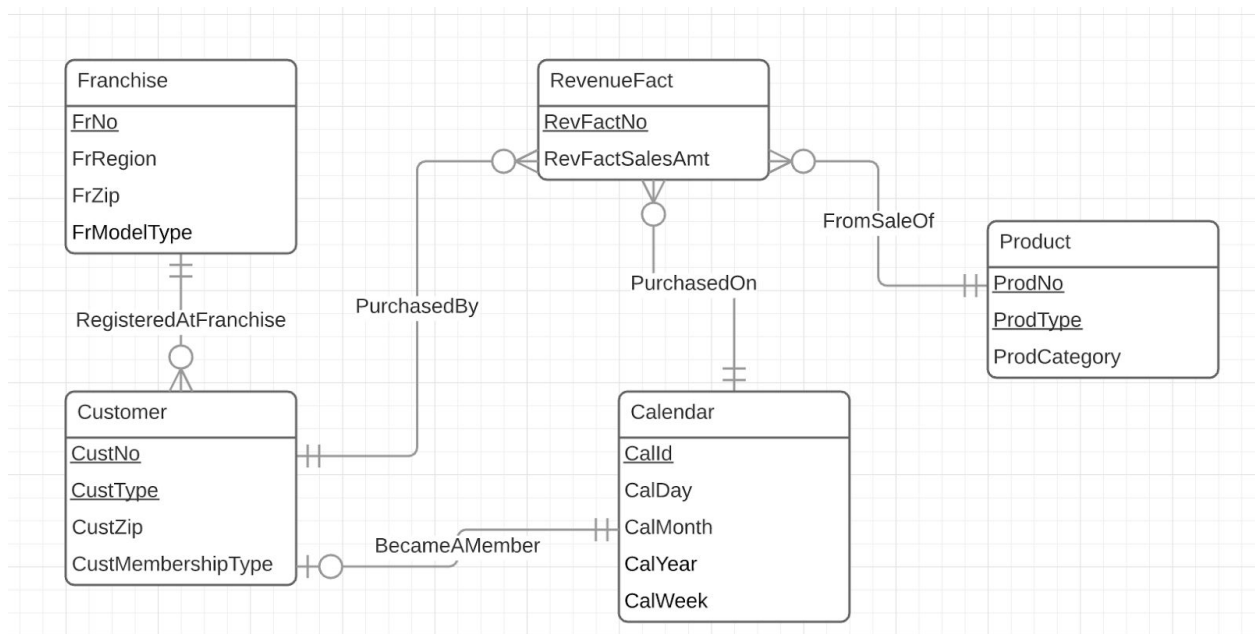 Franchise
FrNo
FrRegion
FrZip
FrModelType
RevenueFact
RevFactNo
RevFactSalesAmt
FromSaleOf
Product
ProdNo
ProdType
ProdCategory
PurchasedOn
PurchasedBy
RegisteredAtFranchise
Customer
CustNo
CustType
CustZip
CustMembershipType
BecameAMember
Calendar
CalId
CalDay
CalMonth
CalYear
CalWeek